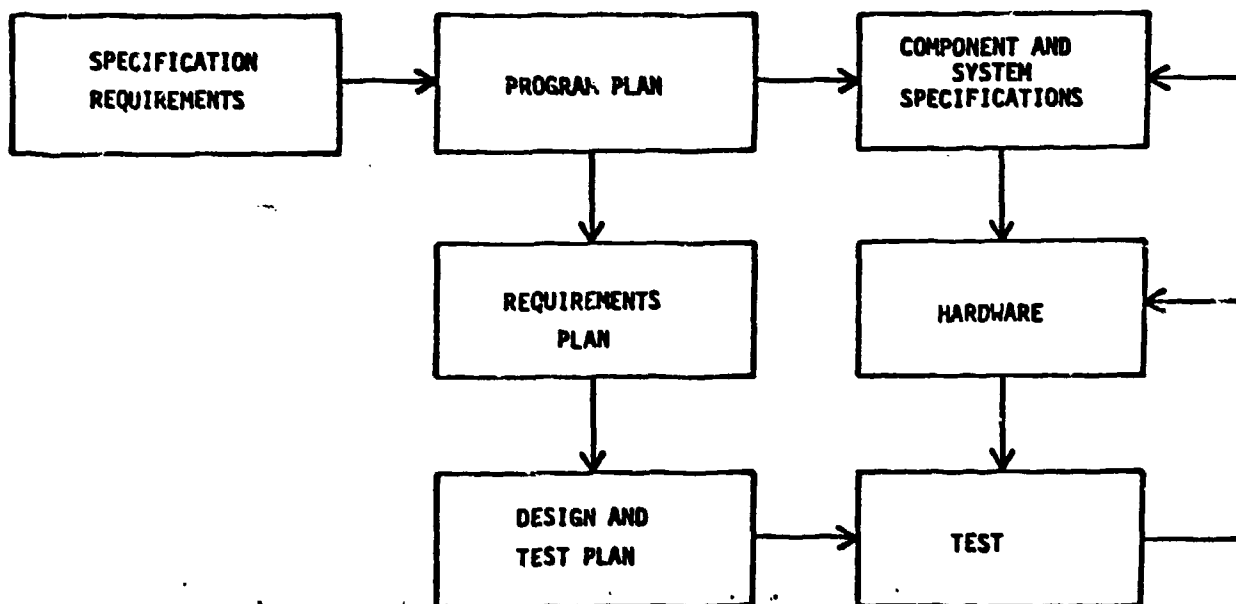 SPECIFICATION
REQUIREMENTS
PROGRAM PLAN
COMPONENT AND
SYSTEM
SPECIFICATIONS
REQUIREMENTS
PLAN
HARDWARE
DESIGN AND
TEST PLAN
TEST